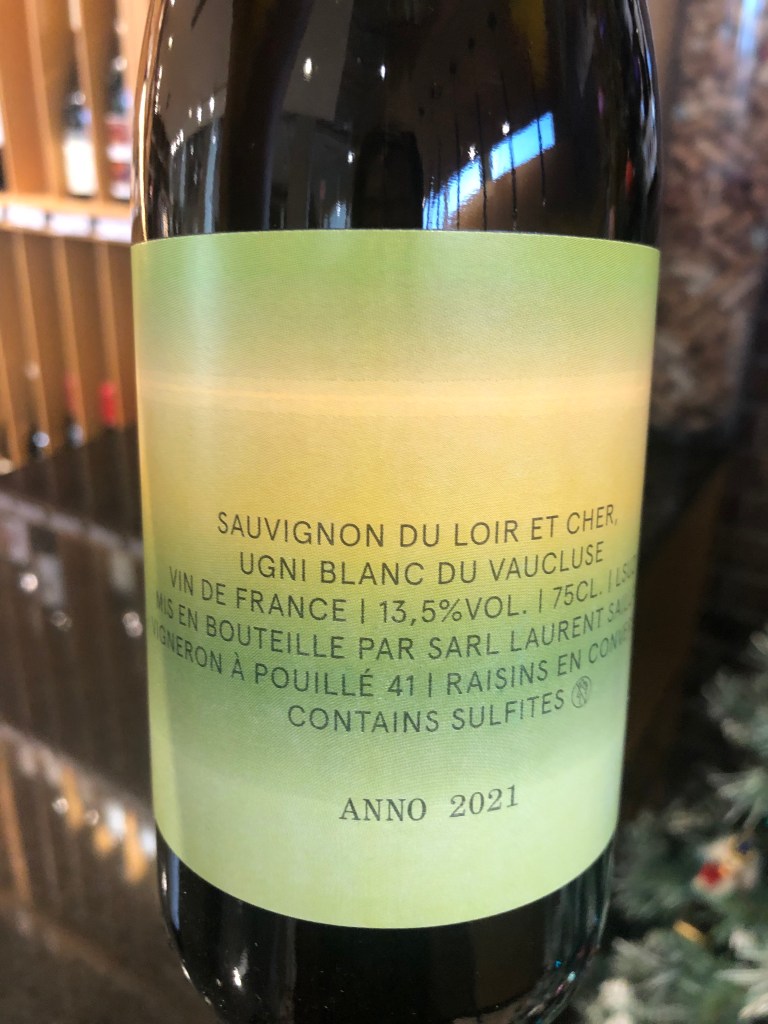 SAUVIGNON DU LOIR ET CHER,
UGNI BLANC DU VAUCLUSE
VIN DE FRANCE | 13,5%VOL. | 75CL. |
MIS EN BOUTEILLE PAR SARL LAURENT
VIGNERON À POUILLÉ 41 | RAISINS EN
CONTAINS SULFITES
ANNO 2021